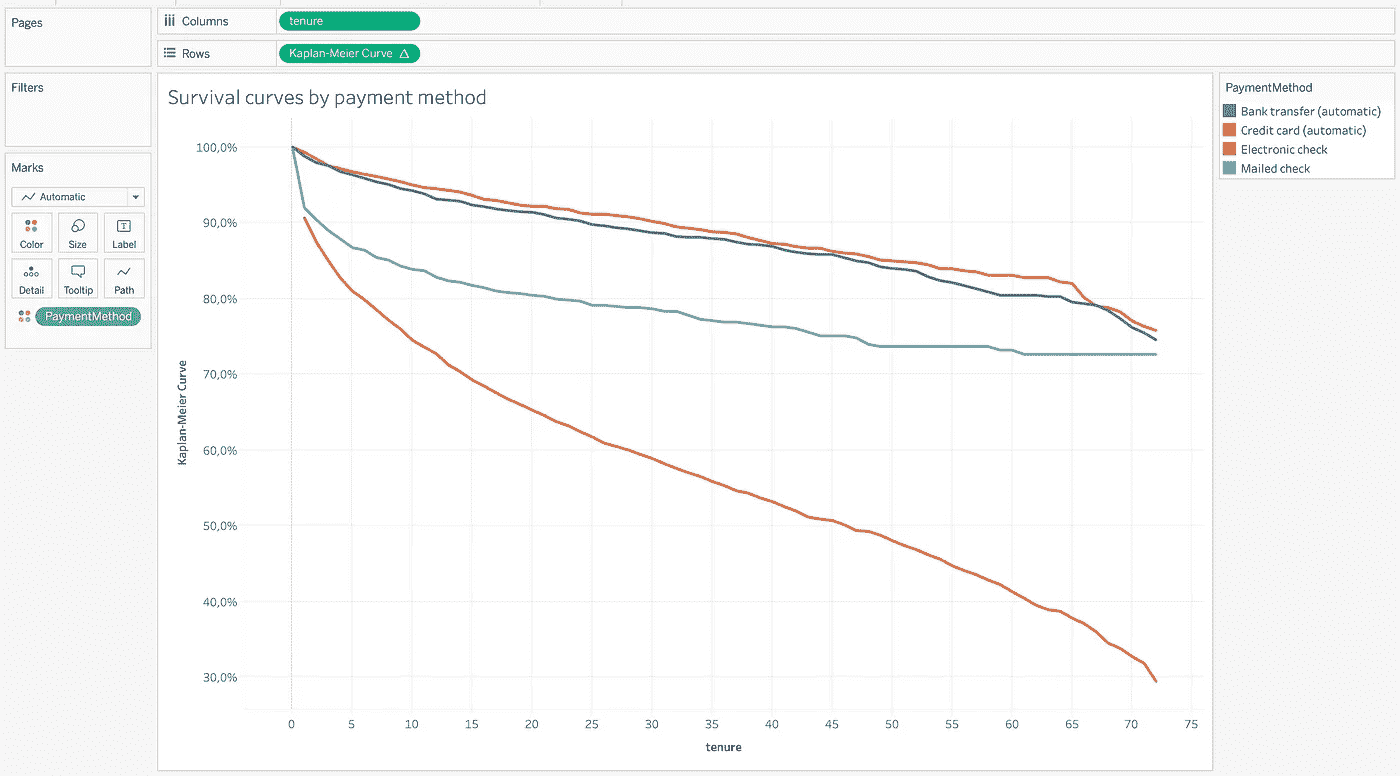 Pages
Columns
tenure
Rows
Kaplan-Meier Curve
Filters
Marks
Automatic
Color
Size
Label
Detail
Tooltip
Path
PaymentMethod
Survival curves by payment method
100,0%
90,0%
80,0%
70,0%
60,0%
50,0%
40,0%
30,0%
Kaplan-Meier Curve
0 5 10 15 20 25 30 35 40 45 50 55 60 65 70 75
tenure
PaymentMethod
Bank transfer (automatic)
Credit card (automatic)
Electronic check
Mailed check